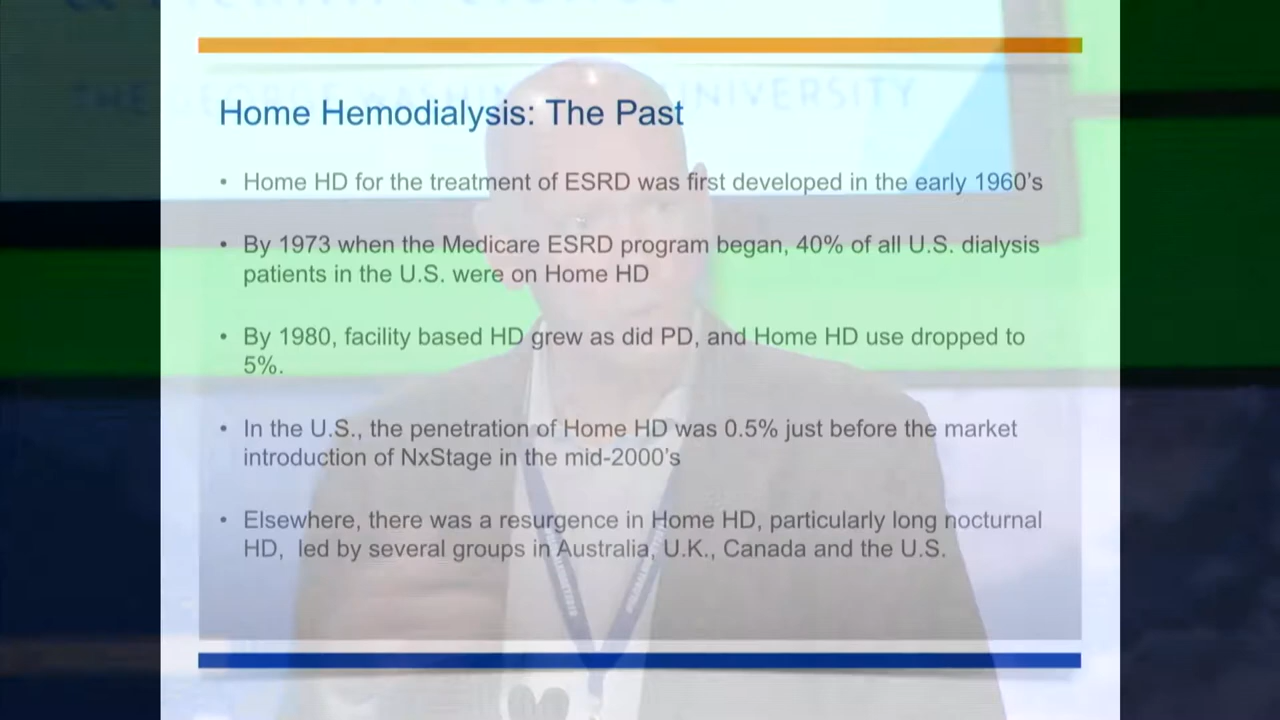 THE GEORGE WASHIN UNIVERSITY
Home Hemodialysis: The Past
• Home HD for the treatment of ESRD was first developed in the early 1960's
• By 1973 when the Medicare ESRD program began, 40% of all U.S. dialysis
patients in the U.S. were on Home HD
• By 1980, facility based HD grew as did PD, and Home HD use dropped to
5%.
• In the U.S., the penetration of Home HD was 0.5% just before the market
introduction of NxStage in the mid-2000's
• Elsewhere, there was a resurgence in Home HD, particularly long nocturnal
HD,  led by several groups in Australia, U.K., Canada and the U.S.